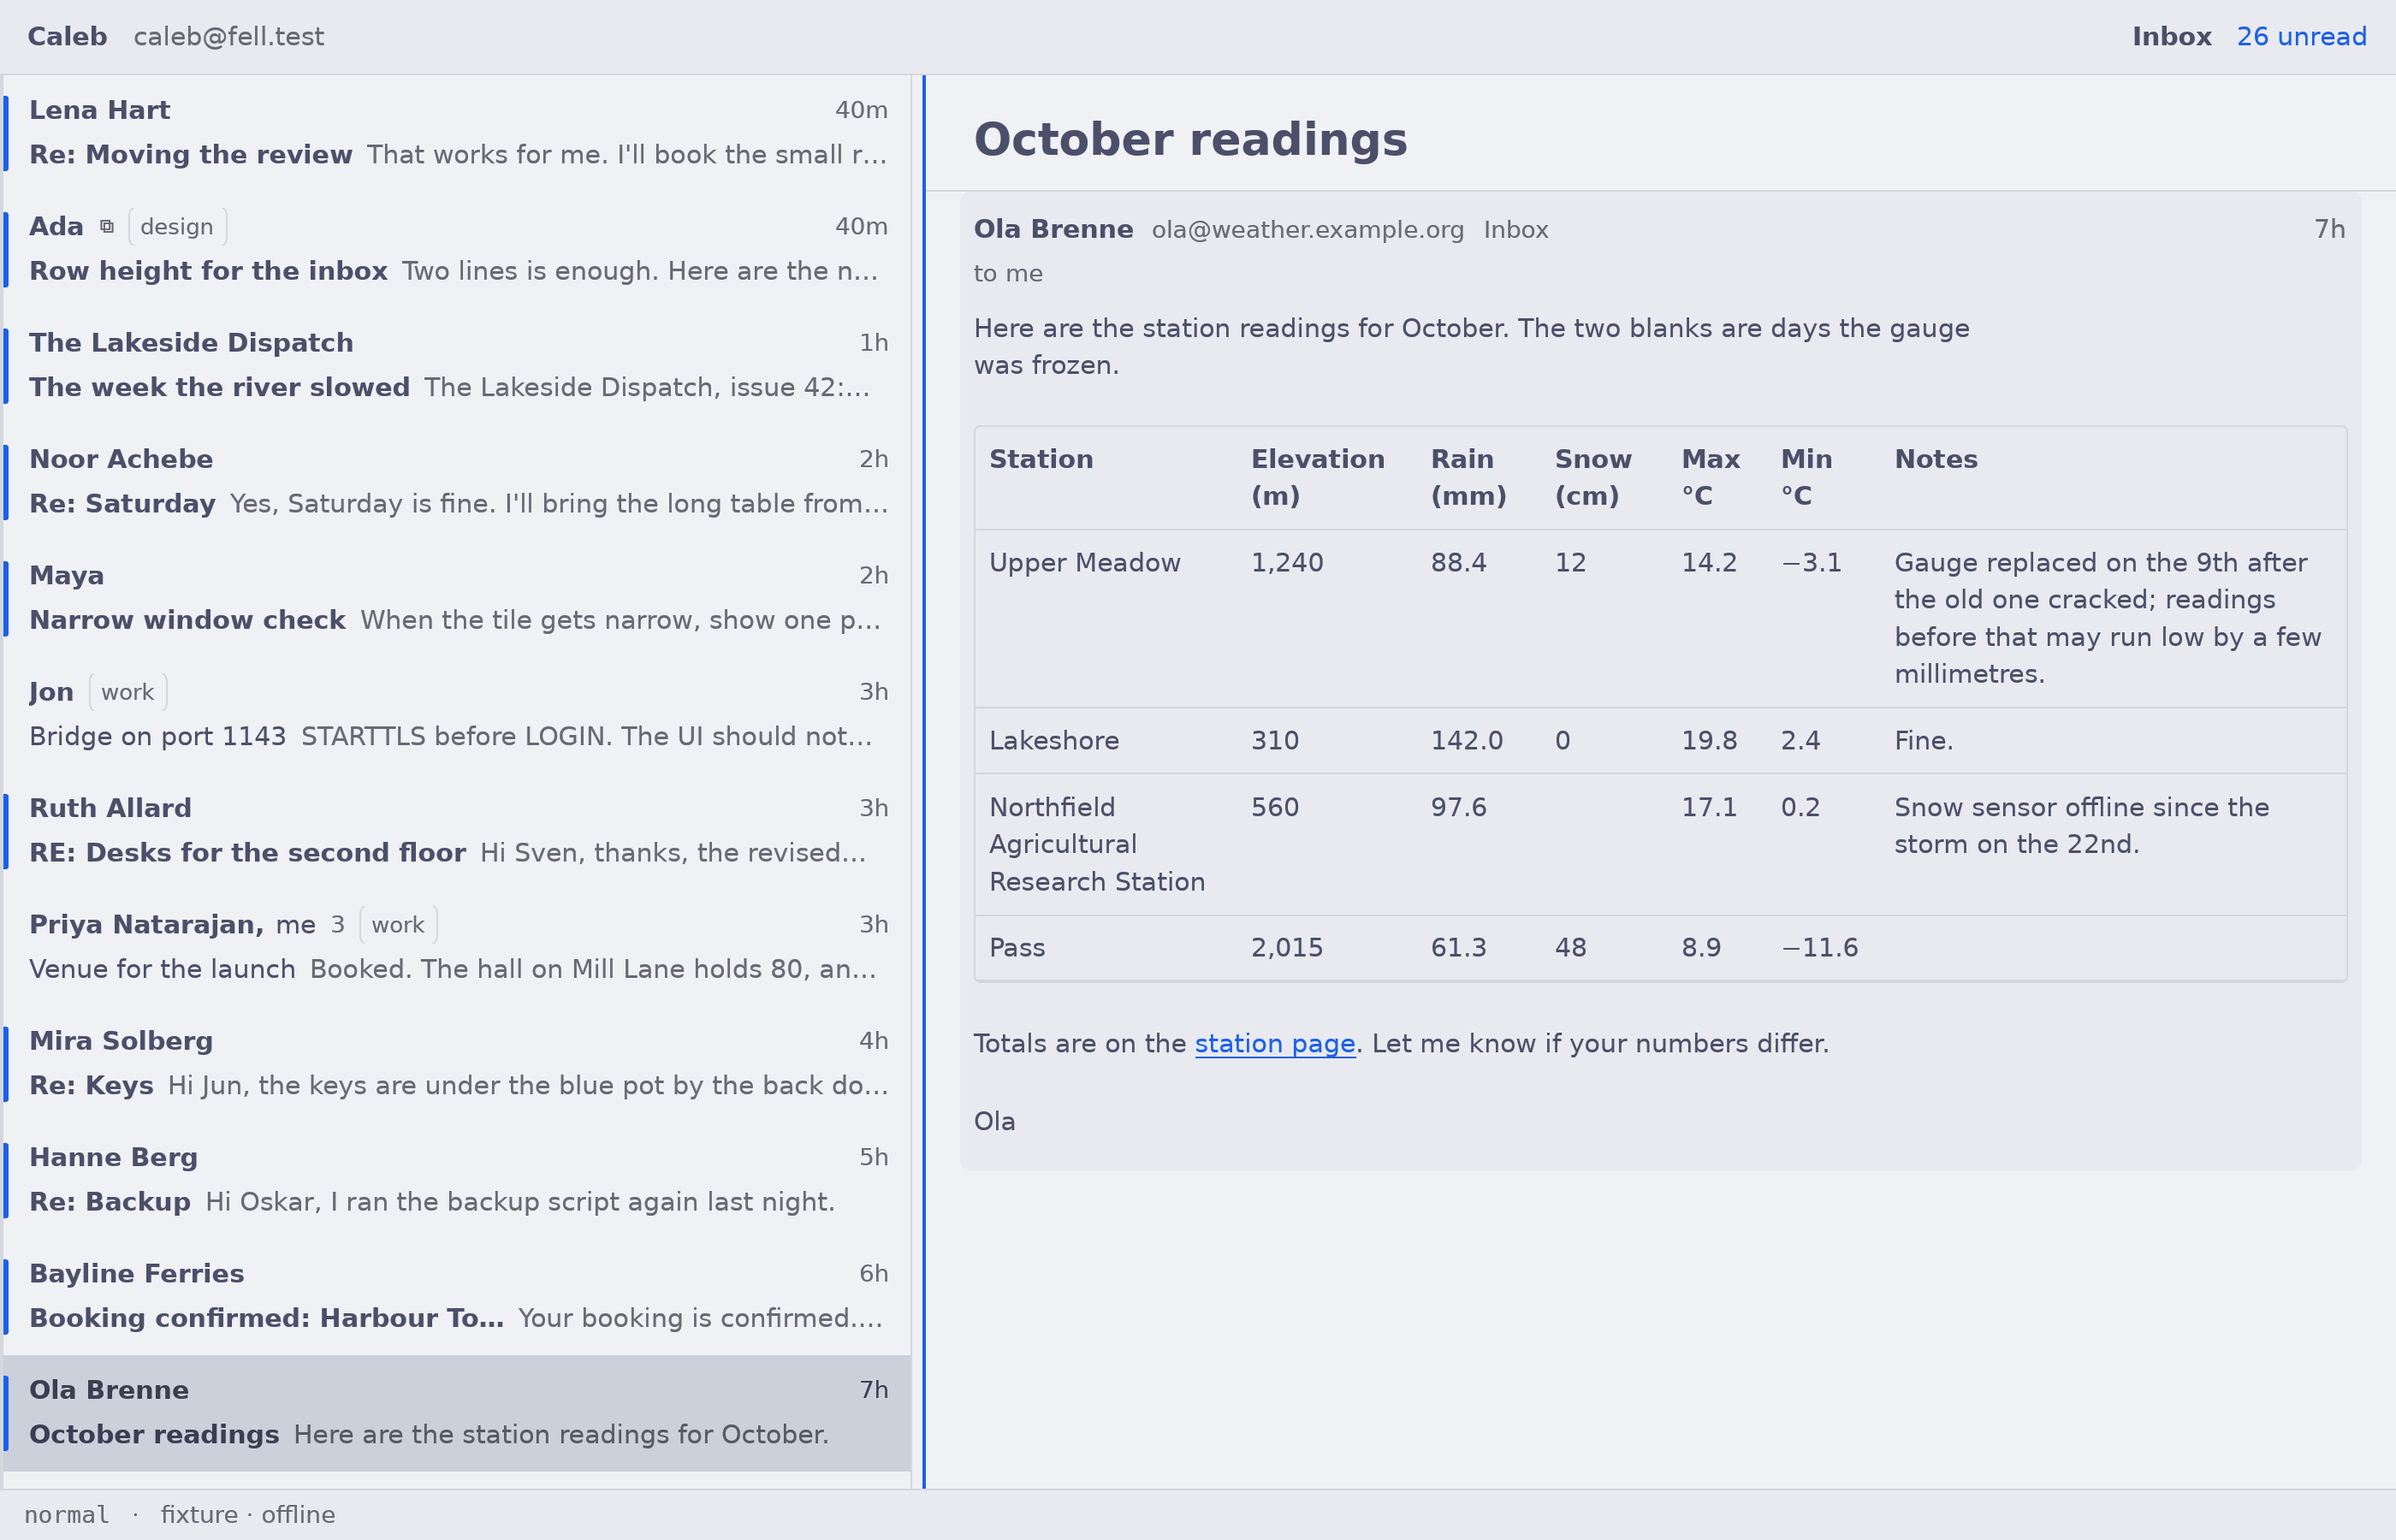 Caleb caleb@fell.test
Inbox 26 unread
Lena Hart 40m
Re: Moving the review That works for me. I'll book the small r…
Ada design 40m
Row height for the inbox Two lines is enough. Here are the n…
The Lakeside Dispatch 1h
The week the river slowed The Lakeside Dispatch, issue 42:…
Noor Achebe 2h
Re: Saturday Yes, Saturday is fine. I'll bring the long table from…
Maya 2h
Narrow window check When the tile gets narrow, show one p…
Jon work 3h
Bridge on port 1143 STARTTLS before LOGIN. The UI should not…
Ruth Allard 3h
RE: Desks for the second floor Hi Sven, thanks, the revised…
Priya Natarajan, me 3 work 3h
Venue for the launch Booked. The hall on Mill Lane holds 80, an…
Mira Solberg 4h
Re: Keys Hi Jun, the keys are under the blue pot by the back do…
Hanne Berg 5h
Re: Backup Hi Oskar, I ran the backup script again last night.
Bayline Ferries 6h
Booking confirmed: Harbour To… Your booking is confirmed.…
Ola Brenne 7h
October readings Here are the station readings for October.
October readings
Ola Brenne ola@weather.example.org Inbox 7h
to me
Here are the station readings for October. The two blanks are days the gauge
was frozen.
Station Elevation Rain Snow Max Min Notes
(m) (mm) (cm) °C °C
Upper Meadow 1,240 88.4 12 14.2 −3.1 Gauge replaced on the 9th after
the old one cracked; readings
before that may run low by a few
millimetres.
Lakeshore 310 142.0 0 19.8 2.4 Fine.
Northfield 560 97.6 17.1 0.2 Snow sensor offline since the
Agricultural storm on the 22nd.
Research Station
Pass 2,015 61.3 48 8.9 −11.6
Totals are on the station page. Let me know if your numbers differ.
Ola
normal · fixture · offline